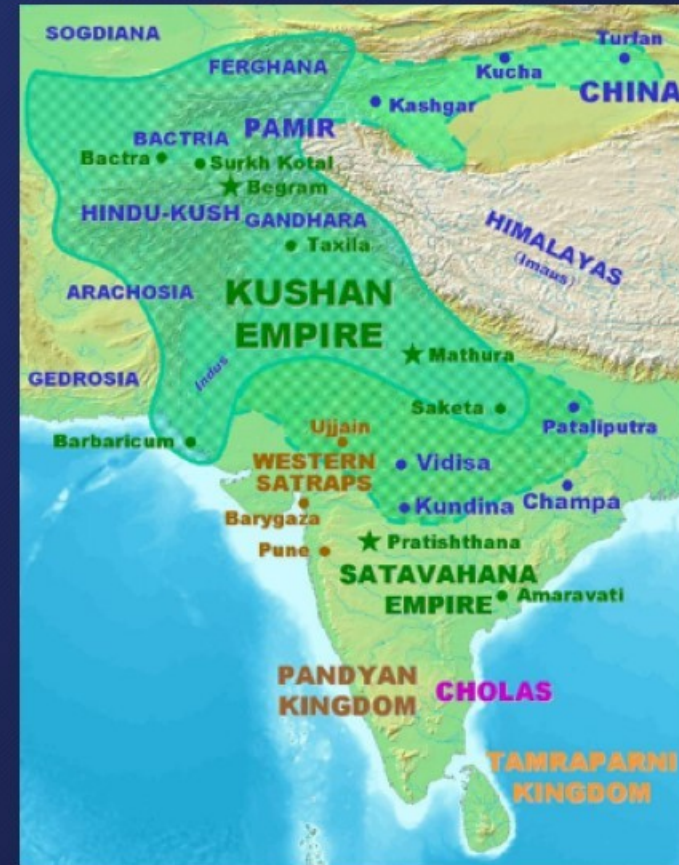 SOGDIANA
Turfan
FERGHANA
Kucha
CHINA
Kashgar
PAMIR
BACTRIA
Bactra
Surkh Kotal
Begram
HINDU-KUSH
GANDHARA
HIMALAYAS
(Imaus)
Taxila
ARACHOSIA
KUSHAN
EMPIRE
Mathura
GEDROSIA
Indus
Saketa
Pataliputra
Barbaricum
Ujjain
WESTERN
SATRAPS
Vidisa
Barygaza
Kundina
Champa
Pune
Pratishthana
SATAVAHANA
EMPIRE
Amaravati
PANDYAN
KINGDOM
CHOLAS
TAMRAPARNI
KINGDOM